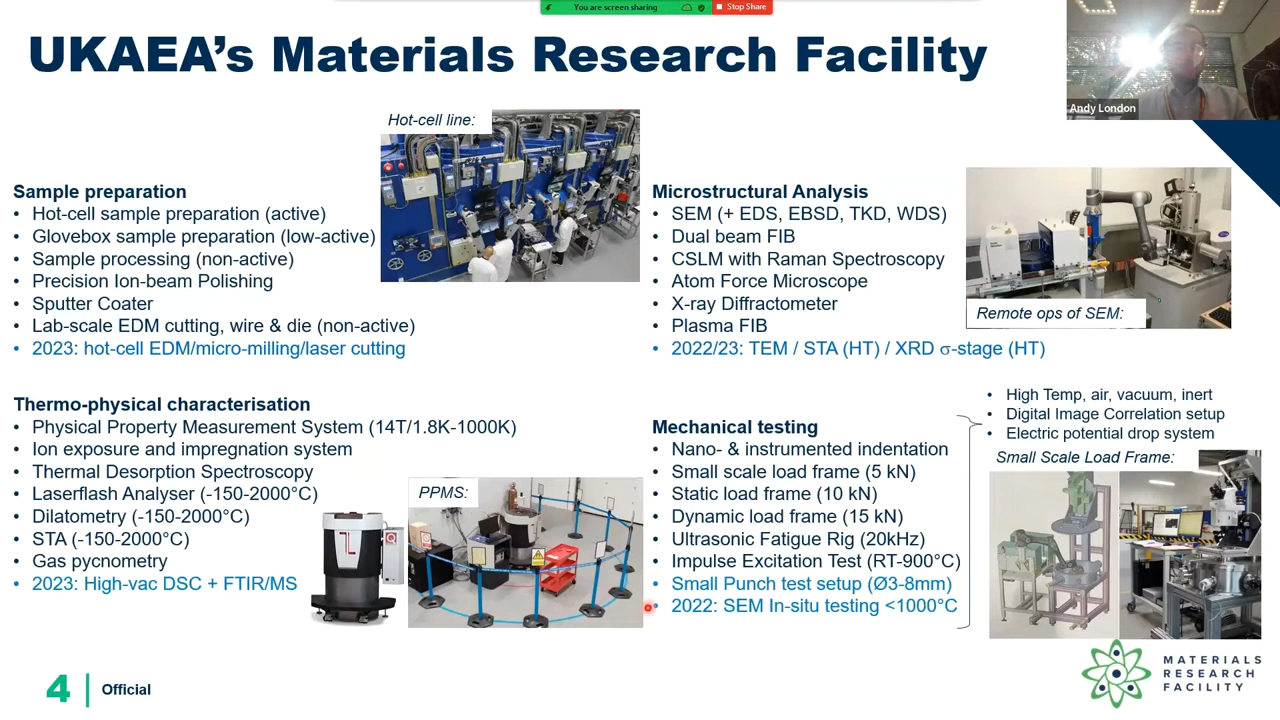 You are screen sharing
Stop Share
UKAEA's Materials Research Facility
Andy London
Hot-cell line:
Sample preparation
• Hot-cell sample preparation (active)
• Glovebox sample preparation (low-active)
• Sample processing (non-active)
• Precision Ion-beam Polishing
• Sputter Coater
• Lab-scale EDM cutting, wire & die (non-active)
• 2023: hot-cell EDM/micro-milling/laser cutting
Microstructural Analysis
• SEM (+ EDS, EBSD, TKD, WDS)
• Dual beam FIB
• CSLM with Raman Spectroscopy
• Atom Force Microscope
• X-ray Diffractometer
• Plasma FIB
• 2022/23: TEM / STA (HT) / XRD σ-stage (HT)
Remote ops of SEM:
Thermo-physical characterisation
• Physical Property Measurement System (14T/1.8K-1000K)
• Ion exposure and impregnation system
• Thermal Desorption Spectroscopy
• Laserflash Analyser (-150-2000°C)
• Dilatometry (-150-2000°C)
• STA (-150-2000°C)
• Gas pycnometry
• 2023: High-vac DSC + FTIR/MS
PPMS:
Mechanical testing
• Nano- & instrumented indentation
• Small scale load frame (5 kN)
• Static load frame (10 kN)
• Dynamic load frame (15 kN)
• Ultrasonic Fatigue Rig (20kHz)
• Impulse Excitation Test (RT-900°C)
• Small Punch test setup (Ø3-8mm)
• 2022: SEM In-situ testing <1000°C
• High Temp, air, vacuum, inert
• Digital Image Correlation setup
• Electric potential drop system
Small Scale Load Frame:
4
Official
MATERIALS
RESEARCH
FACILITY